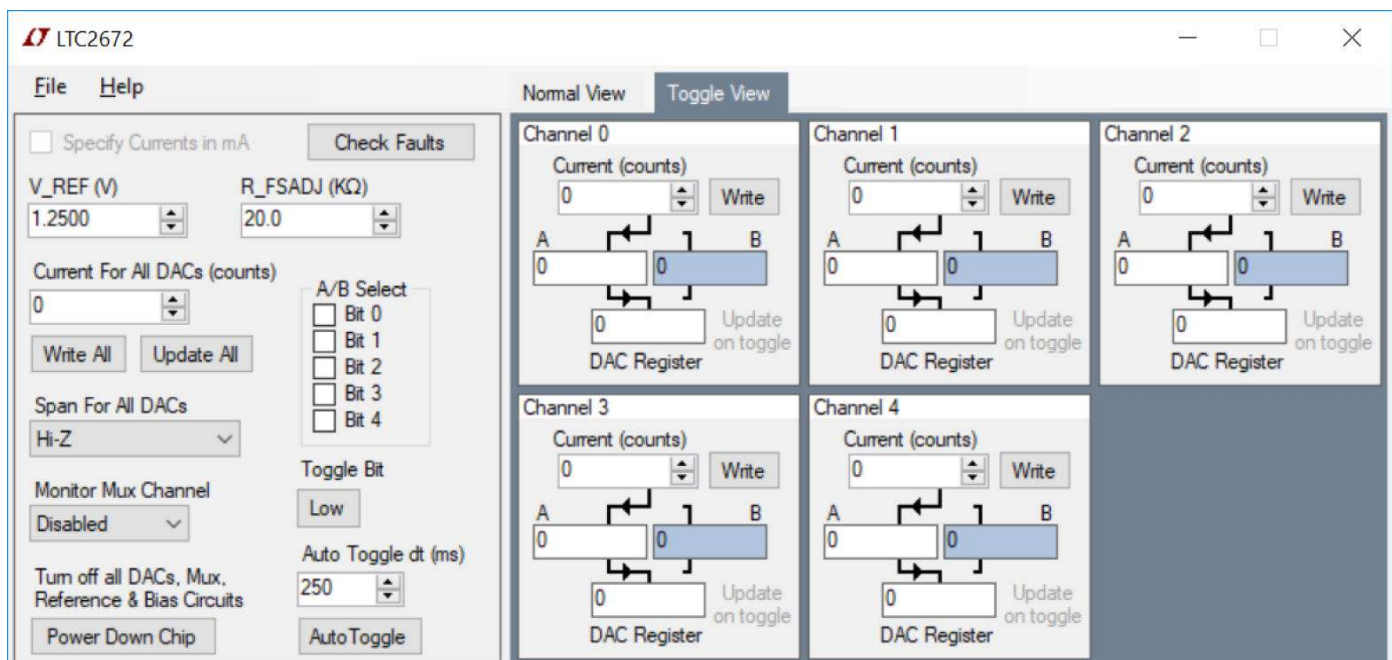 LTC2672
File Help
Specify Currents in mA
Check Faults
V_REF (V)
R_FSADJ (KΩ)
1.2500
20.0
Current For All DACs (counts)
0
Write All
Update All
Span For All DACs
Hi-Z
Monitor Mux Channel
Disabled
Turn off all DACs, Mux,
Reference & Bias Circuits
Power Down Chip
A/B Select
Bit 0
Bit 1
Bit 2
Bit 3
Bit 4
Toggle Bit
Low
Auto Toggle dt (ms)
250
Auto Toggle
Normal View
Toggle View
Channel 0
Current (counts)
0
Write
A B
0 0
0
Update
on toggle
DAC Register
Channel 1
Current (counts)
0
Write
A B
0 0
0
Update
on toggle
DAC Register
Channel 2
Current (counts)
0
Write
A B
0 0
0
Update
on toggle
DAC Register
Channel 3
Current (counts)
0
Write
A B
0 0
0
Update
on toggle
DAC Register
Channel 4
Current (counts)
0
Write
A B
0 0
0
Update
on toggle
DAC Register